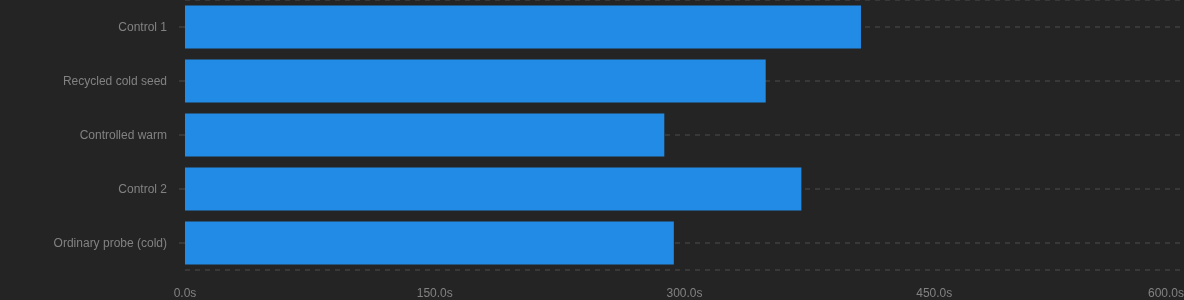 Control 1
Recycled cold seed
Controlled warm
Control 2
Ordinary probe (cold)
0.0s 150.0s 300.0s 450.0s 600.0s